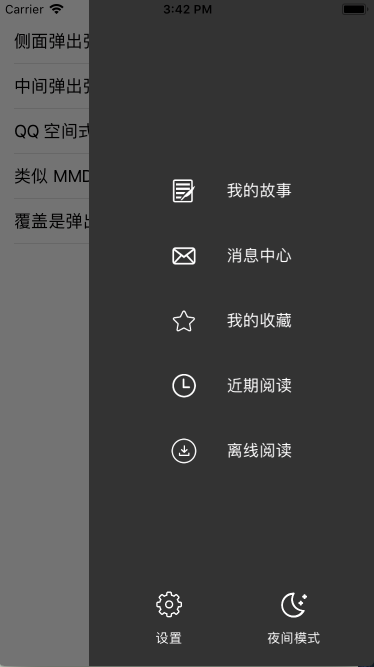 Carrier 3:42 PM
侧面弹出
中间弹出
QQ 空间式
类似 MMD
覆盖是弹出
我的故事
消息中心
我的收藏
近期阅读
离线阅读
设置 夜间模式